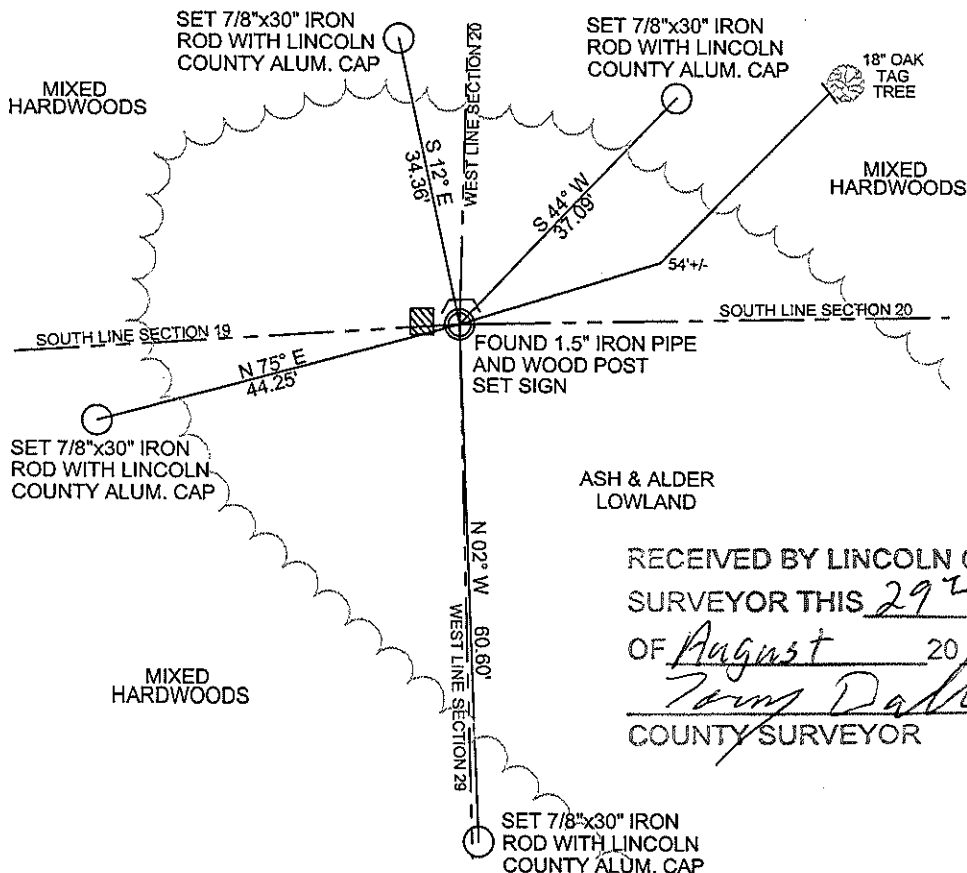 SET 7/8"x30" IRON
ROD WITH LINCOLN
COUNTY ALUM. CAP
WEST LINE SECTION 20
SET 7/8"x30" IRON
ROD WITH LINCOLN
COUNTY ALUM. CAP
18" OAK
TAG
TREE
MIXED
HARDWOODS
MIXED
HARDWOODS
S 12° E
34.36'
S 44° W
37.09'
54'+/-
SOUTH LINE SECTION 19
SOUTH LINE SECTION 20
FOUND 1.5" IRON PIPE
AND WOOD POST
SET SIGN
N 75° E
44.25'
SET 7/8"x30" IRON
ROD WITH LINCOLN
COUNTY ALUM. CAP
ASH & ALDER
LOWLAND
N 02° W
60.60'
WEST LINE SECTION 29
MIXED
HARDWOODS
RECEIVED BY LINCOLN
SURVEYOR THIS 29
OF August 20
COUNTY SURVEYOR
SET 7/8"x30" IRON
ROD WITH LINCOLN
COUNTY ALUM. CAP